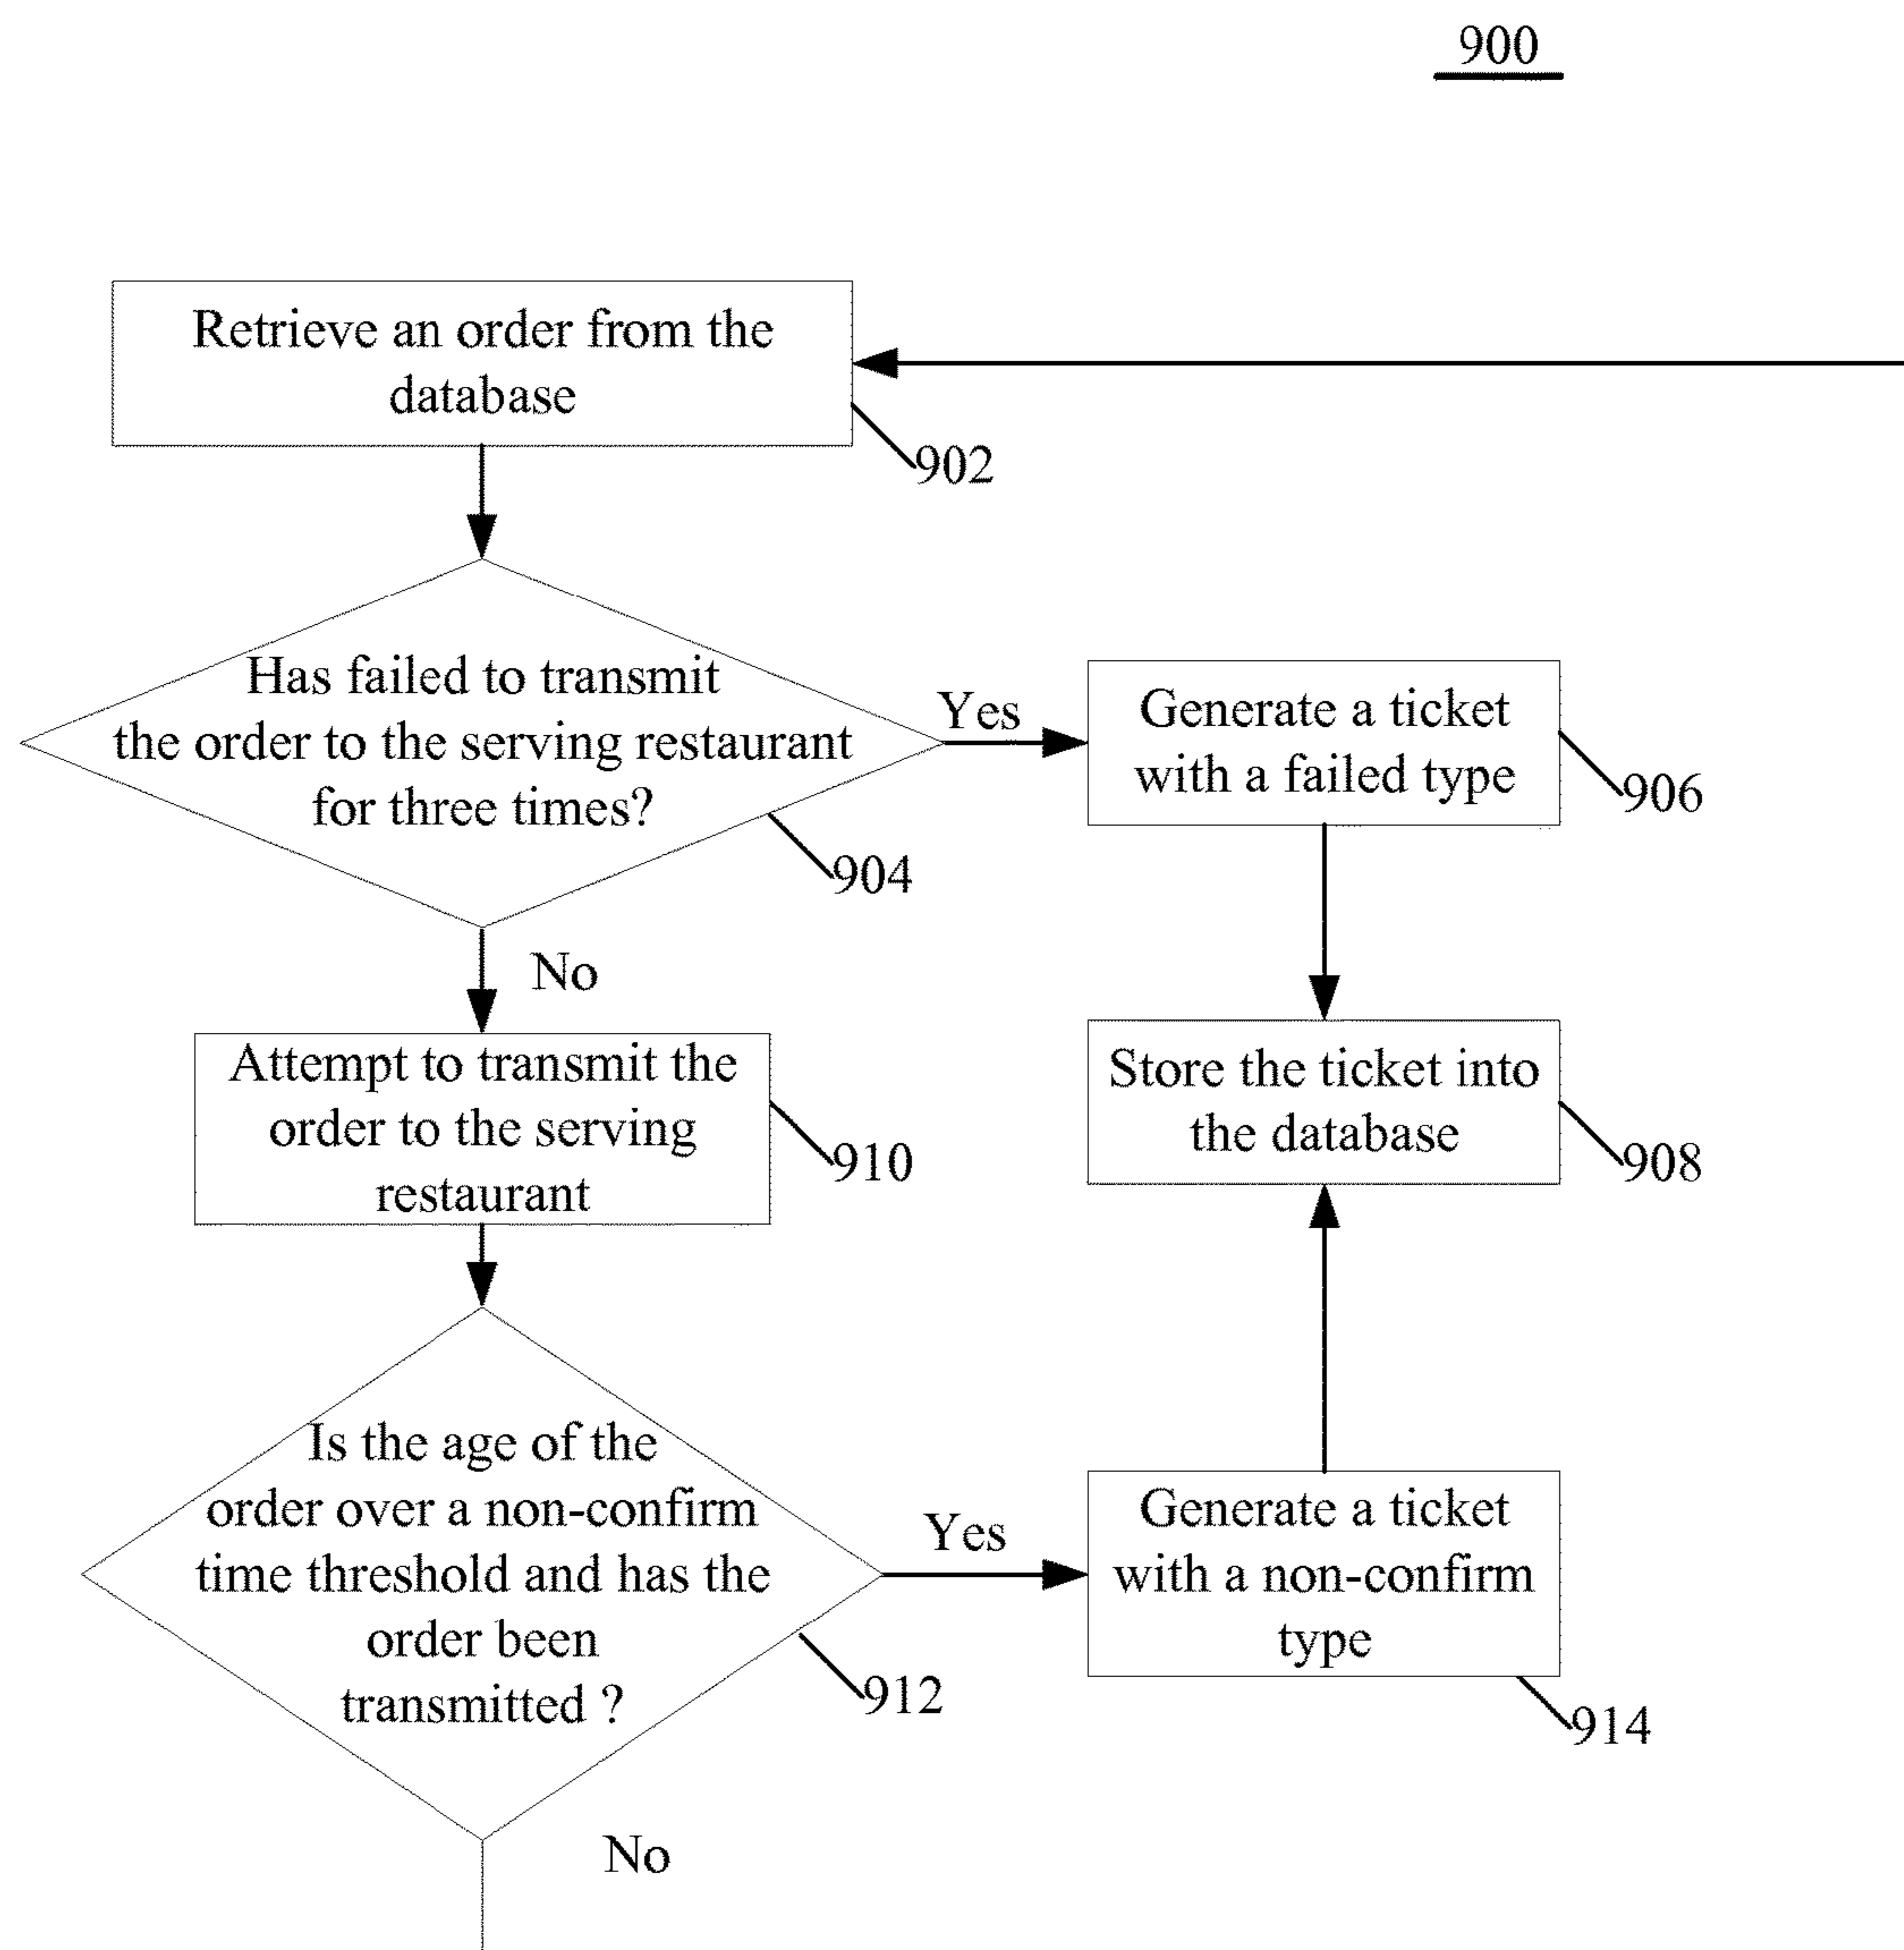 900
Retrieve an order from the
database
902
Has failed to transmit
the order to the serving restaurant
for three times?
904
Yes
Generate a ticket
with a failed type
906
No
Attempt to transmit the
order to the serving
restaurant
910
Store the ticket into
the database
908
Is the age of the
order over a non-confirm
time threshold and has the
order been
transmitted ?
912
Yes
Generate a ticket
with a non-confirm
type
914
No